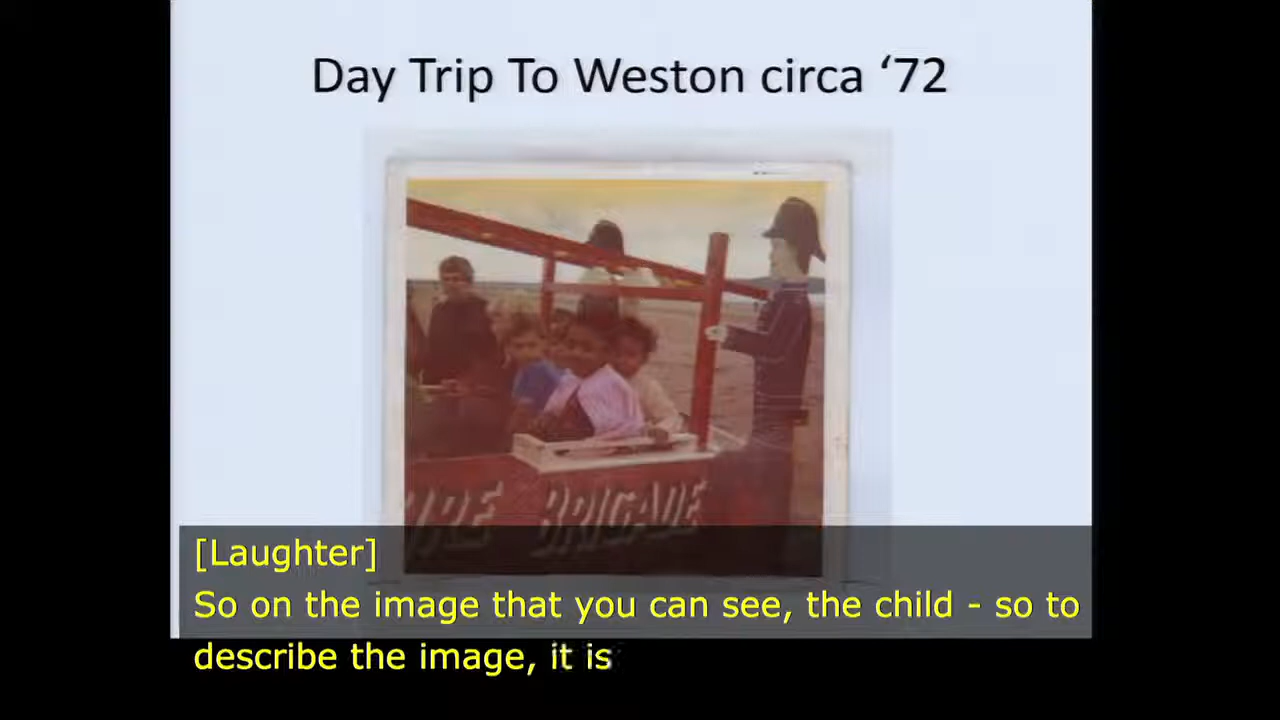 Day Trip To Weston circa ‘72
FIRE BRIGADE
[Laughter]
So on the image that you can see, the child - so to
describe the image, it is